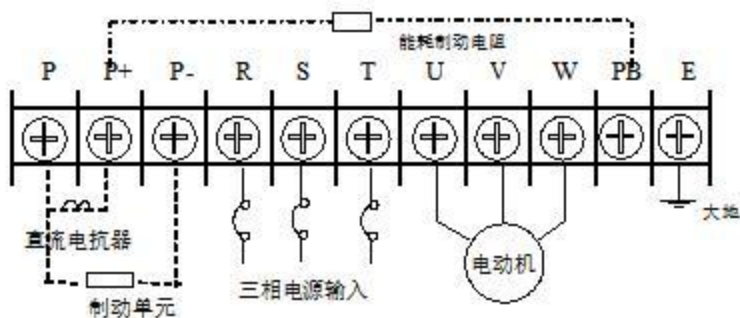 能耗制动电阻
P P+ P- R S T U V W PB E
大地
直流电抗器
电动机
三相电源输入
制动单元